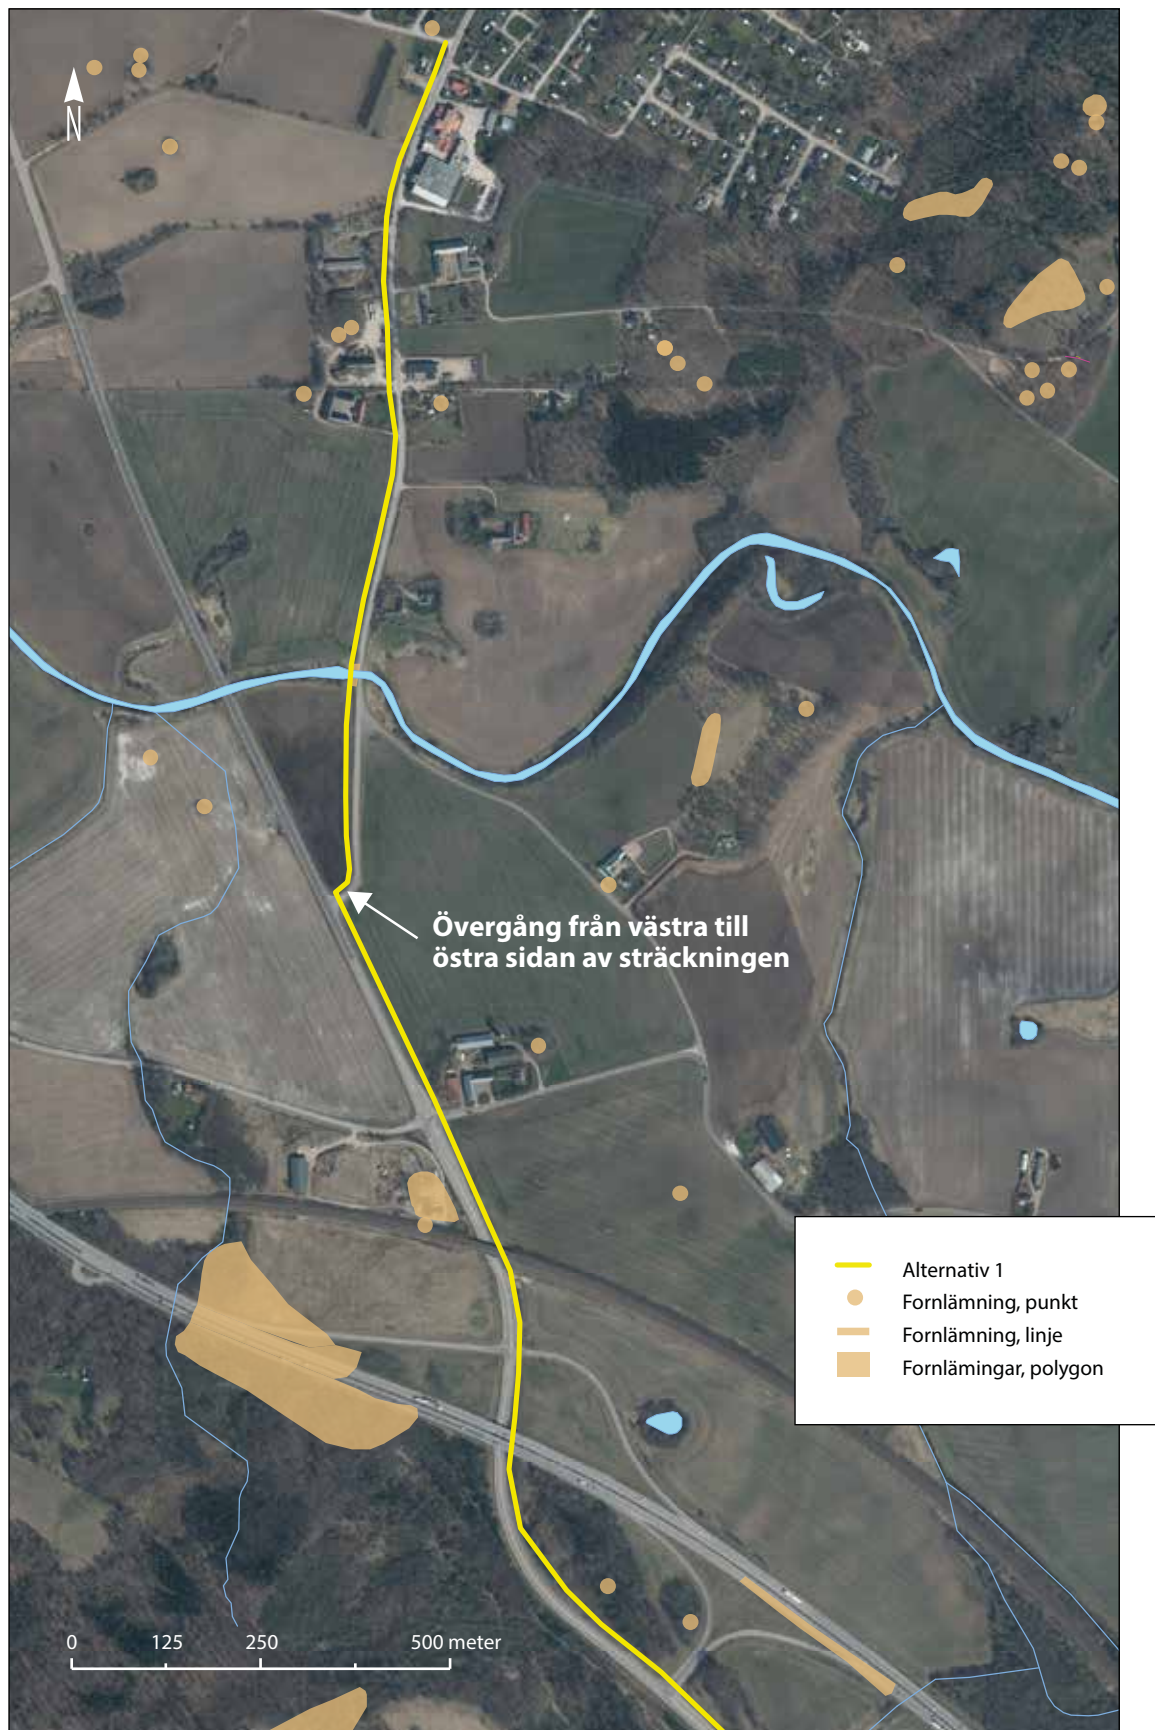 N
Övergång från västra till
östra sidan av sträckningen
Alternativ 1
Fornlämning, punkt
Fornlämning, linje
Fornlämingar, polygon
0 125 250 500 meter